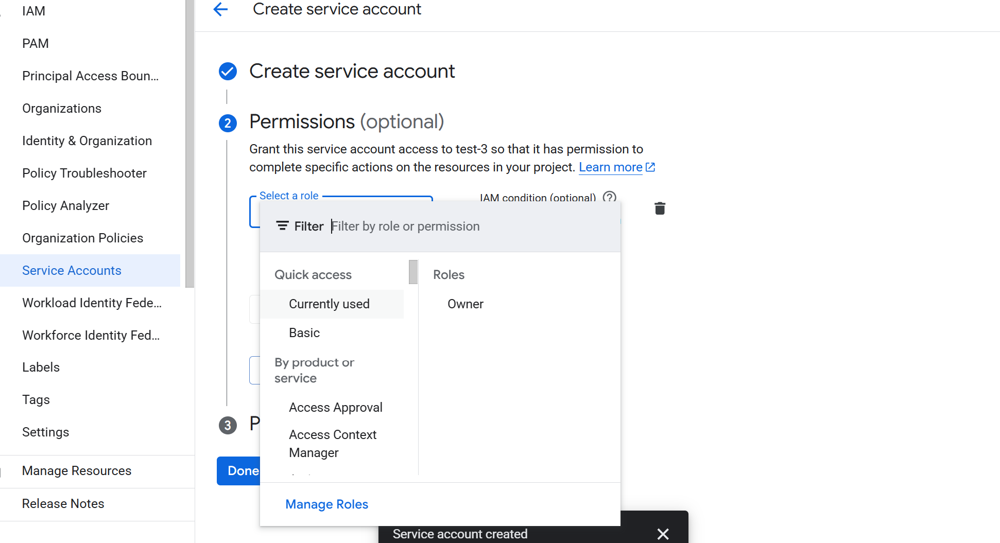 IAM
PAM
Principal Access Boun...
Organizations
Identity & Organization
Policy Troubleshooter
Policy Analyzer
Organization Policies
Service Accounts
Workload Identity Fede...
Workforce Identity Fed...
Labels
Tags
Settings
Manage Resources
Release Notes
Create service account
Create service account
2 Permissions (optional)
Grant this service account access to test-3 so that it has permission to
complete specific actions on the resources in your project. Learn more
Select a role
IAM condition (optional)
Filter Filter by role or permission
Quick access
Currently used
Basic
By product or
service
Access Approval
Access Context
Manager
Roles
Owner
Manage Roles
3 P
Done
Service account created